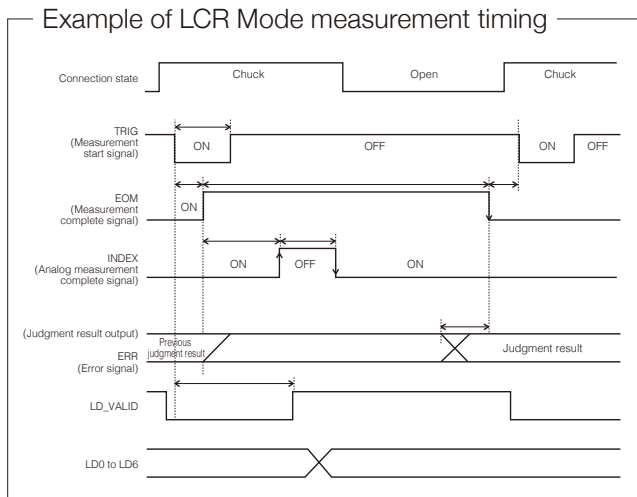 Example of LCR Mode measurement timing
Connection state
Chuck
Open
Chuck
TRIG
(Measurement
start signal)
ON
OFF
ON
OFF
EOM
(Measurement
complete signal)
ON
INDEX
(Analog measurement
complete signal)
ON
OFF
ON
(Judgment result output)
ERR
(Error signal)
Previous
judgment result
Judgment result
LD_VALID
LD0 to LD6